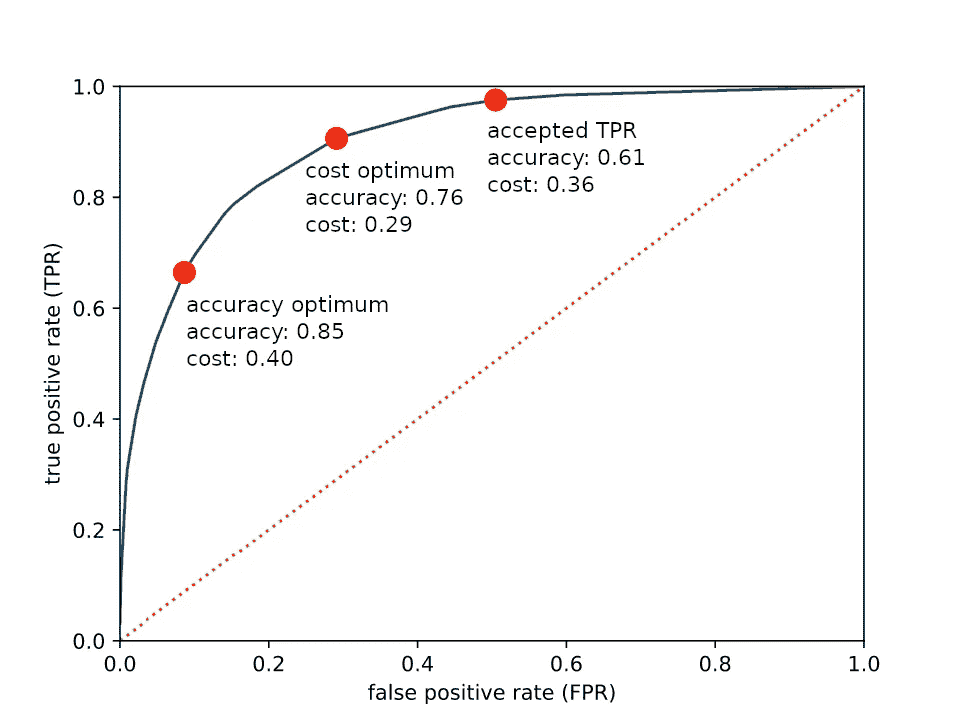 1.0
0.8
0.6
0.4
0.2
0.0
true positive rate (TPR)
accepted TPR
accuracy: 0.61
cost: 0.36
cost optimum
accuracy: 0.76
cost: 0.29
accuracy optimum
accuracy: 0.85
cost: 0.40
0.0 0.2 0.4 0.6 0.8 1.0
false positive rate (FPR)